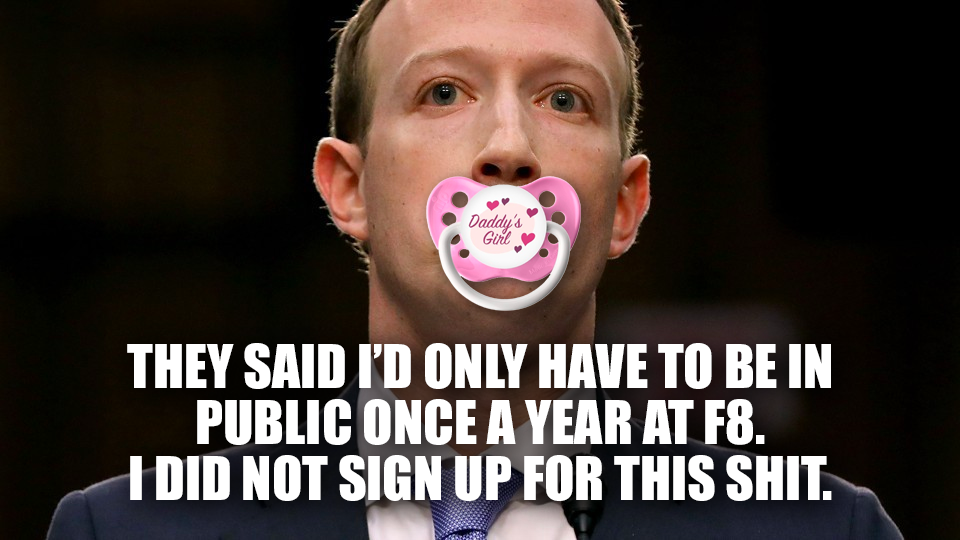 Daddy's
Girl
THEY SAID I'D ONLY HAVE TO BE IN
PUBLIC ONCE A YEAR AT F8.
I DID NOT SIGN UP FOR THIS SHIT.